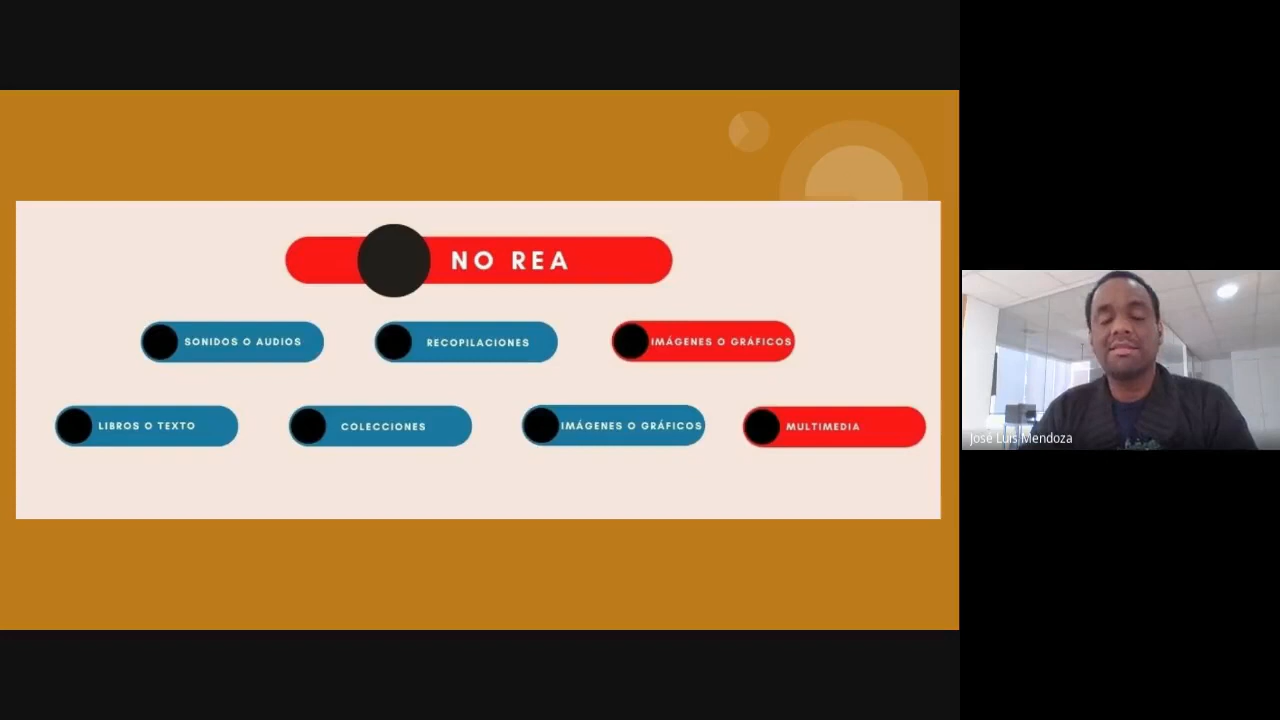 NO REA
SONIDOS O AUDIOS
RECOPILACIONES
IMÁGENES O GRÁFICOS
LIBROS O TEXTO
COLECCIONES
IMÁGENES O GRÁFICOS
MULTIMEDIA
José Luis Mendoza